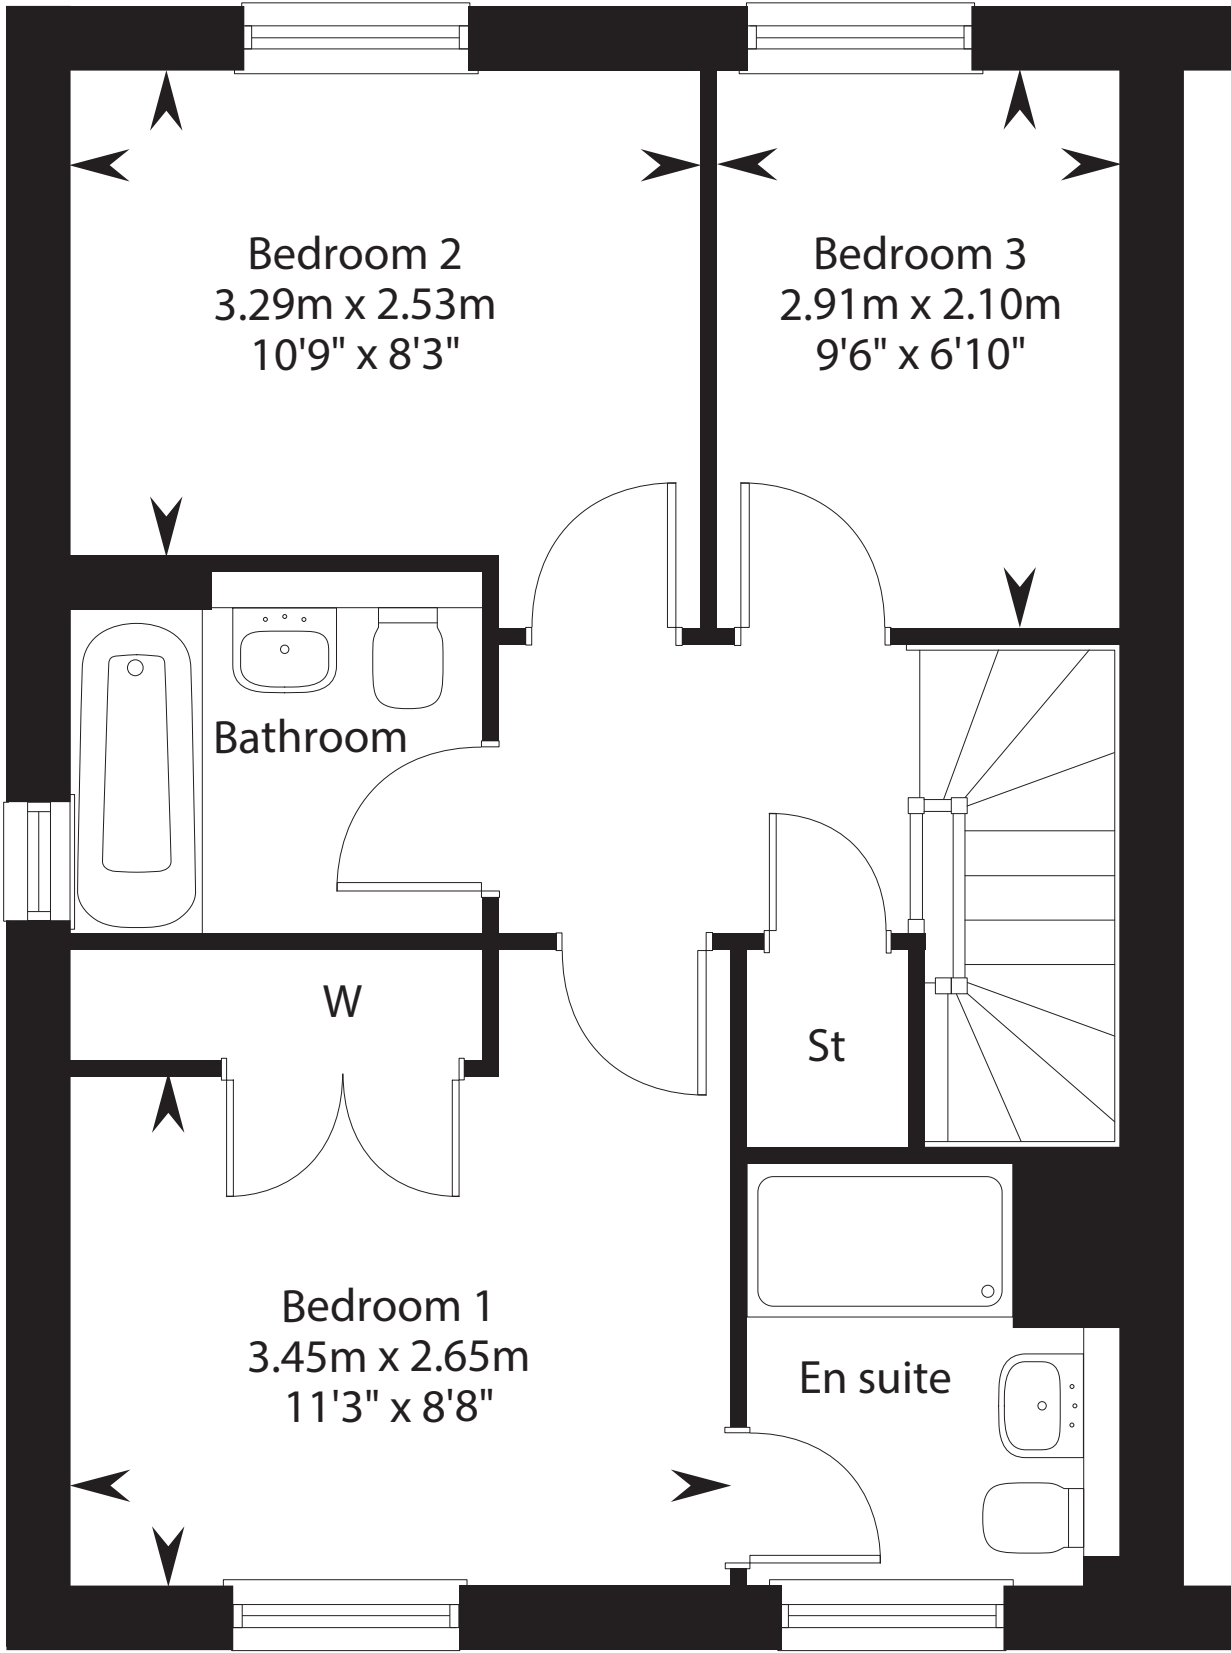 Bedroom 2
3.29m x 2.53m
10'9" x 8'3"
Bedroom 3
2.91m x 2.10m
9'6" x 6'10"
Bathroom
W
St
Bedroom 1
3.45m x 2.65m
11'3" x 8'8"
En suite